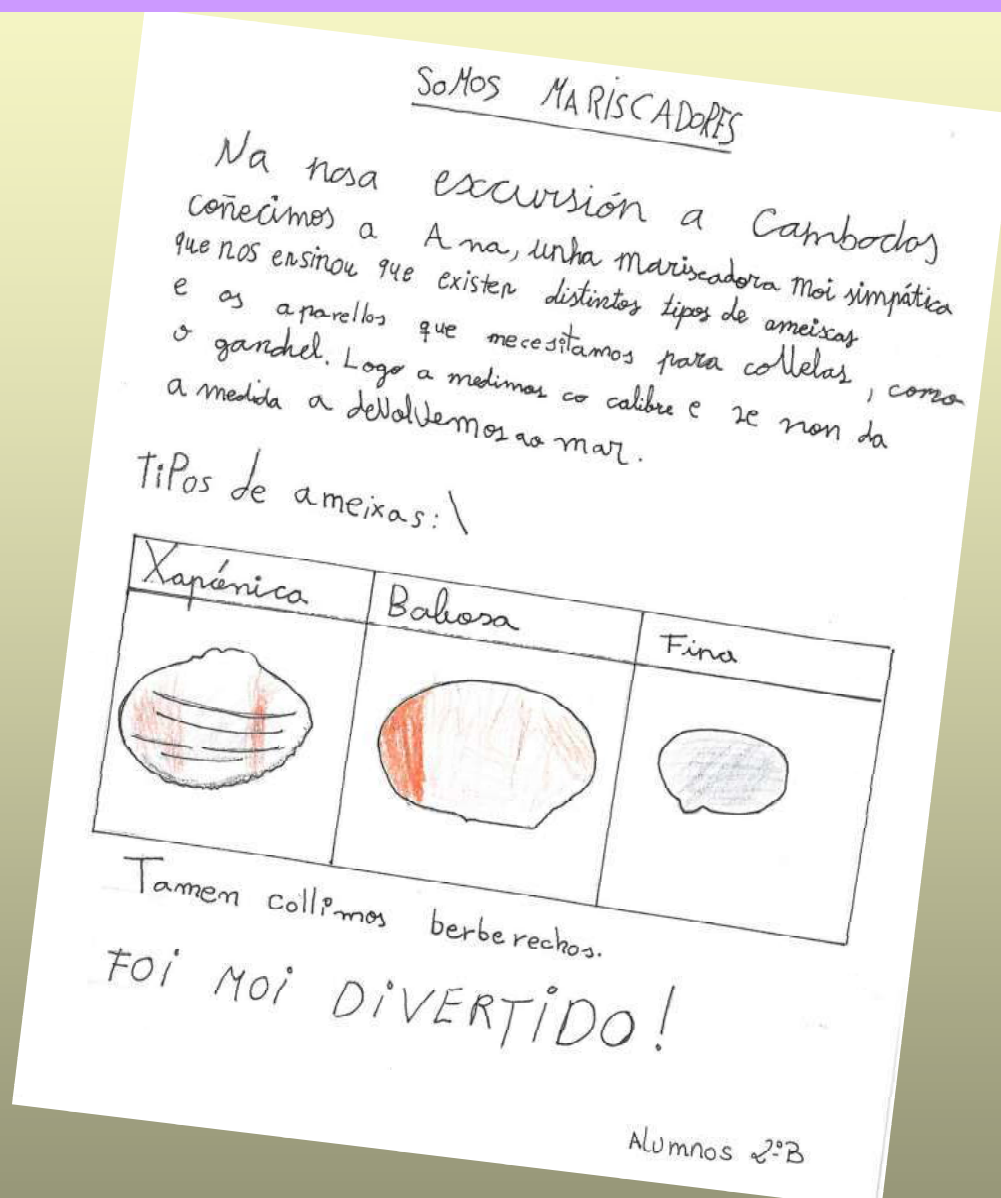 SOMOS MARISCADORES
Na nosa excursión a Cambados
coñecimos a Ana, unha mariscadora moi simpática
que nos ensinou que existen distintos tipos de ameixas
e os aparellos que necesitamos para collelas, como
o ganchel. Logo a medimos co calibre e se non da
a medida a devolvemos ao mar.
Tipos de ameixas:\
Xapónica Babosa Fina
Tamen collimos berberechos.
FOI MOI DIVERTIDO!
Alumnos 2ºB